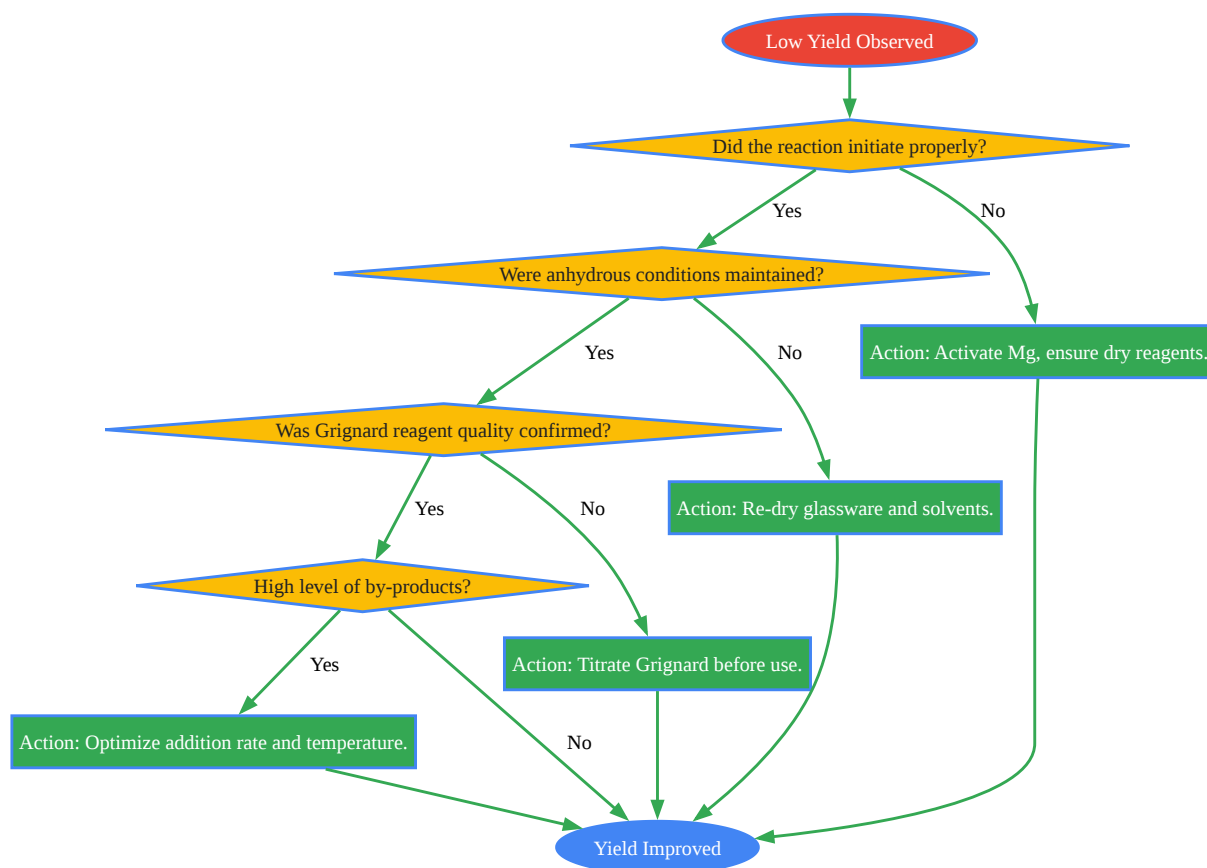 Low Yield Observed
Did the reaction initiate properly?
Yes
No
Were anhydrous conditions maintained?
Yes
No
Action: Activate Mg, ensure dry reagents.
Was Grignard reagent quality confirmed?
Yes
No
Action: Re-dry glassware and solvents.
High level of by-products?
Yes
No
Action: Titrate Grignard before use.
Action: Optimize addition rate and temperature.
Yield Improved